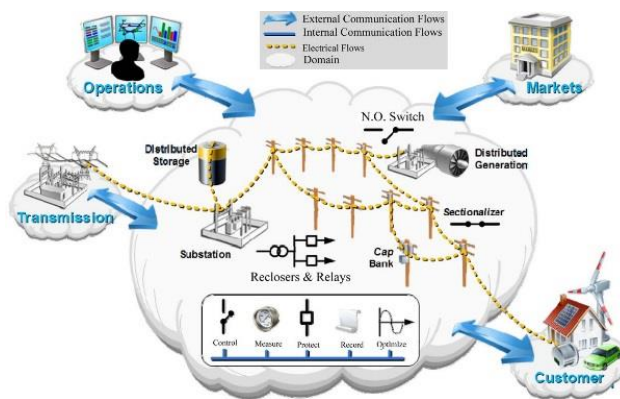 External Communication Flows
Internal Communication Flows
Electrical Flows
Domain
Operations
Markets
N.O. Switch
Distributed
Storage
Distributed
Generation
Transmission
Sectionalizer
Substation
Cap
Bank
Reclosers & Relays
Control
Measure
Protect
Record
Optimize
Customer